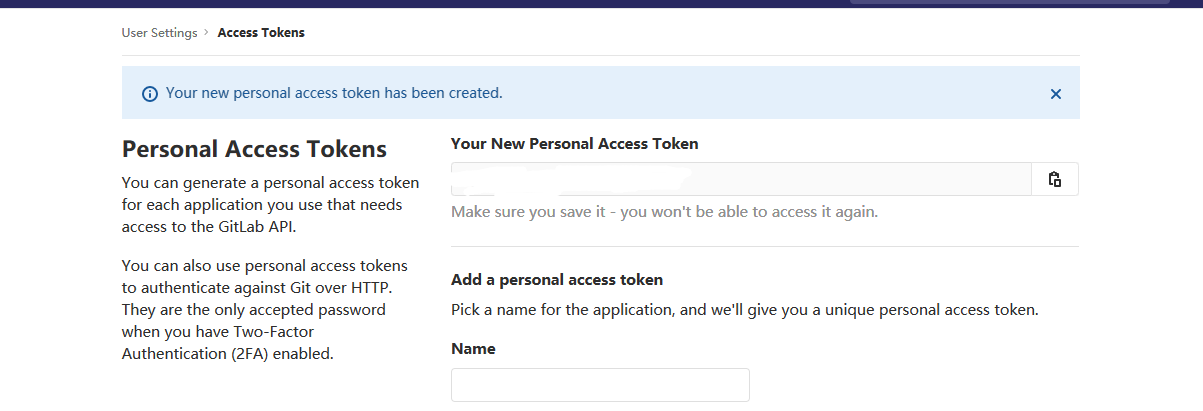 User Settings > Access Tokens
Your new personal access token has been created.
Personal Access Tokens
You can generate a personal access token
for each application you use that needs
access to the GitLab API.
You can also use personal access tokens
to authenticate against Git over HTTP.
They are the only accepted password
when you have Two-Factor
Authentication (2FA) enabled.
Your New Personal Access Token
Make sure you save it - you won't be able to access it again.
Add a personal access token
Pick a name for the application, and we'll give you a unique personal access token.
Name